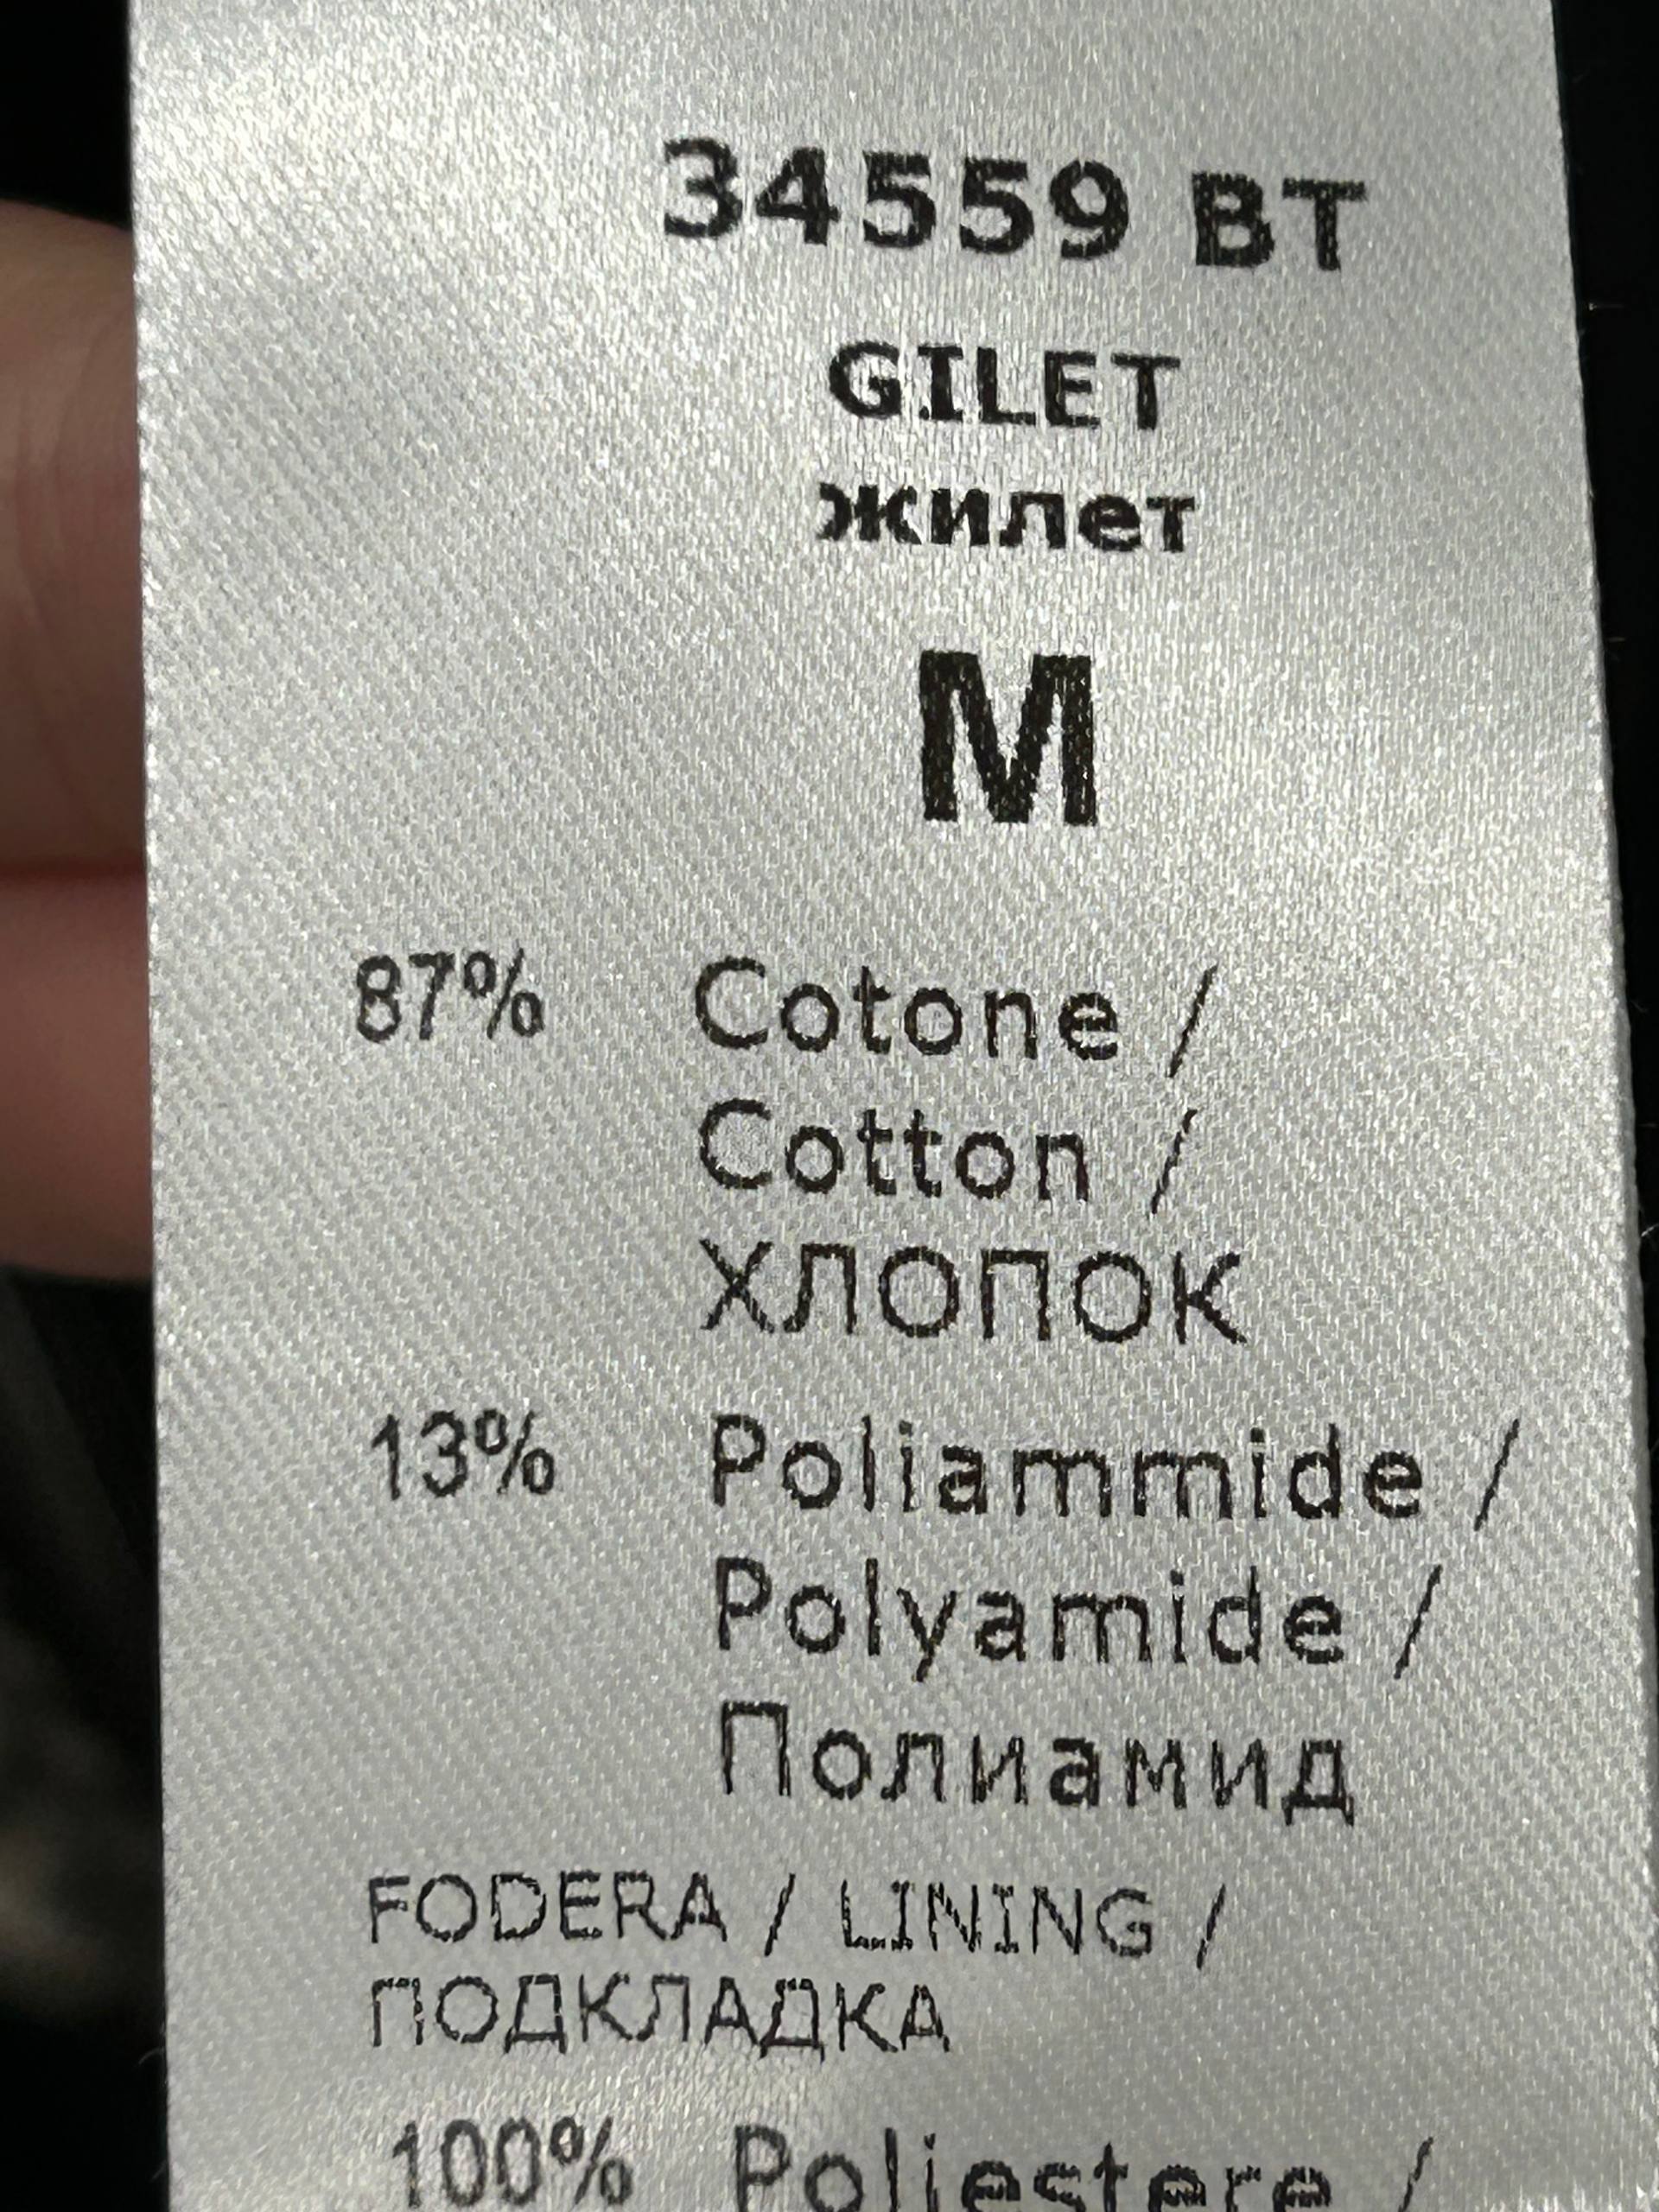 34559 BT
GILET
жилет
M
87% Cotone /
Cotton /
ХЛОПОК
13% Poliammide /
Polyamide /
Полиамид
FODERA / LINING /
ПОДКЛАДКА
100% Poliestere /